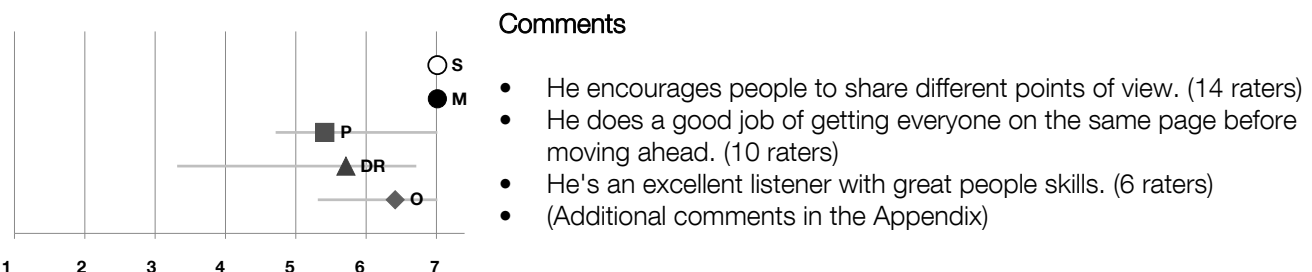 Comments
S
M
P
DR
O
1 2 3 4 5 6 7
• He encourages people to share different points of view. (14 raters)
• He does a good job of getting everyone on the same page before
moving ahead. (10 raters)
• He's an excellent listener with great people skills. (6 raters)
• (Additional comments in the Appendix)